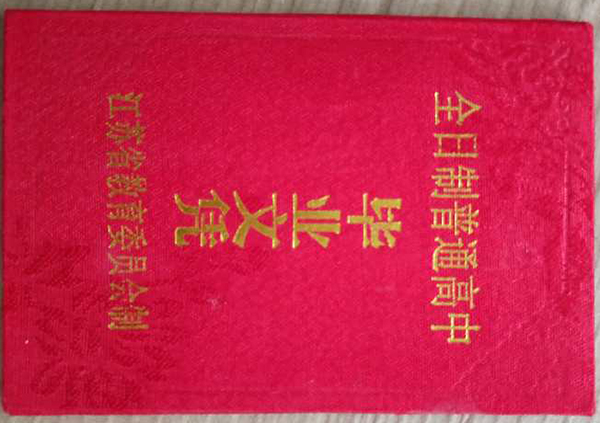 全日制普通高中
毕业文凭
江苏省教育委员会制